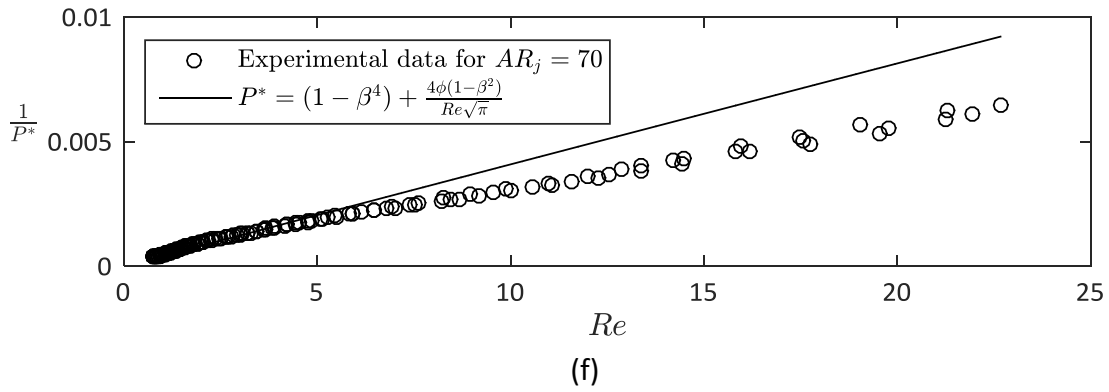 0.01
Experimental data for AR_j = 70
P* = (1 − β⁴) + 4φ(1−β²) / Re√π
1/P*
0.005
0
0 5 10 15 20 25
Re
(f)